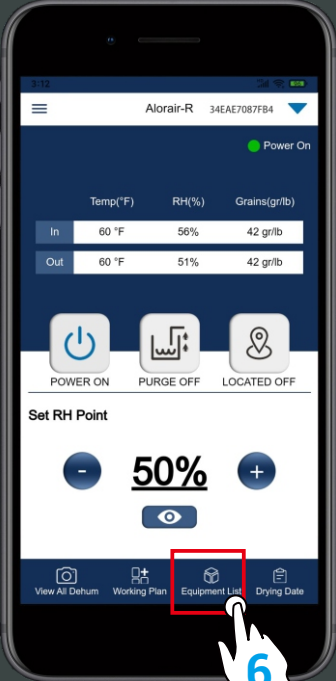 3:12
Alorair-R 34EAE7087FB4
Power On
Temp(°F) RH(%) Grains(gr/lb)
In 60 °F 56% 42 gr/lb
Out 60 °F 51% 42 gr/lb
POWER ON PURGE OFF LOCATED OFF
Set RH Point
- 50% +
View All Dehum Working Plan Equipment List Drying Date
6